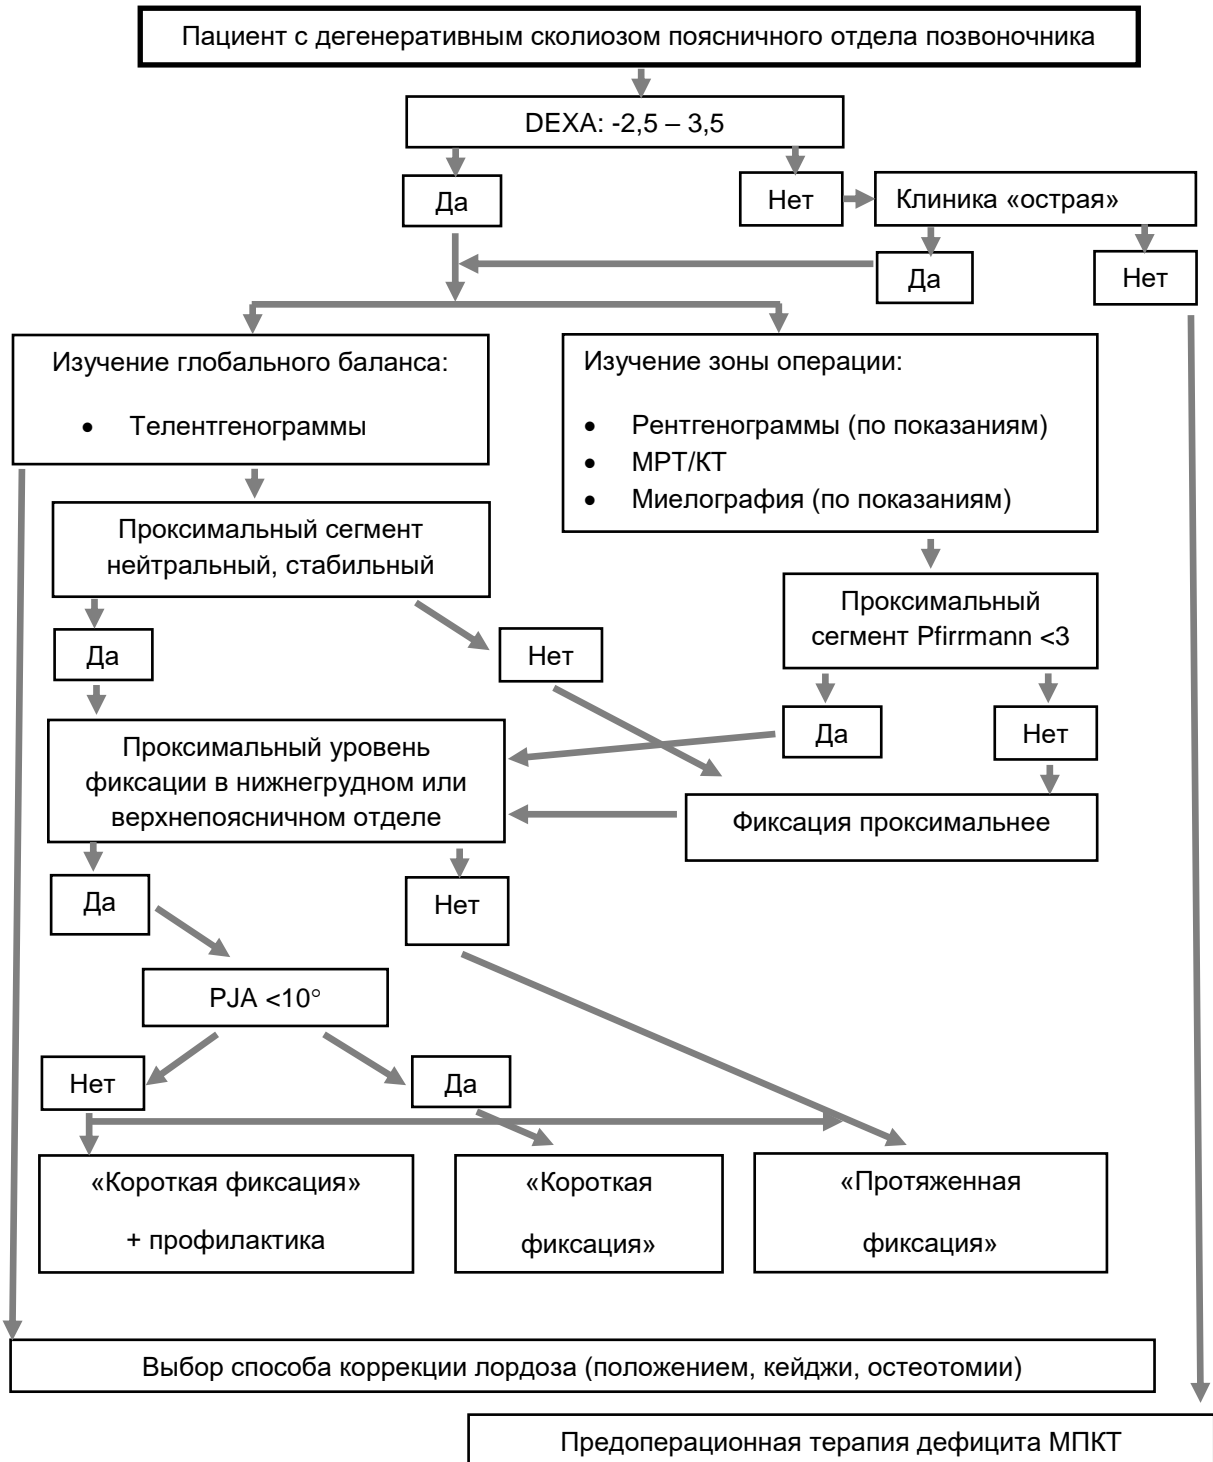 Пациент с дегенеративным сколиозом поясничного отдела позвоночника
DEXA: -2,5 – 3,5
Да
Нет
Клиника «острая»
Да
Нет
Изучение глобального баланса:
• Телентгенограммы
Изучение зоны операции:
• Рентгенограммы (по показаниям)
• МРТ/КТ
• Миелография (по показаниям)
Проксимальный сегмент
нейтральный, стабильный
Проксимальный
сегмент Pfirrmann <3
Да
Нет
Да
Нет
Проксимальный уровень
фиксации в нижнегрудном или
верхнепоясничном отделе
Фиксация проксимальнее
Да
Нет
PJA <10°
Нет
Да
«Короткая фиксация»
+ профилактика
«Короткая
фиксация»
«Протяженная
фиксация»
Выбор способа коррекции лордоза (положением, кейджи, остеотомии)
Предоперационная терапия дефицита МПКТ